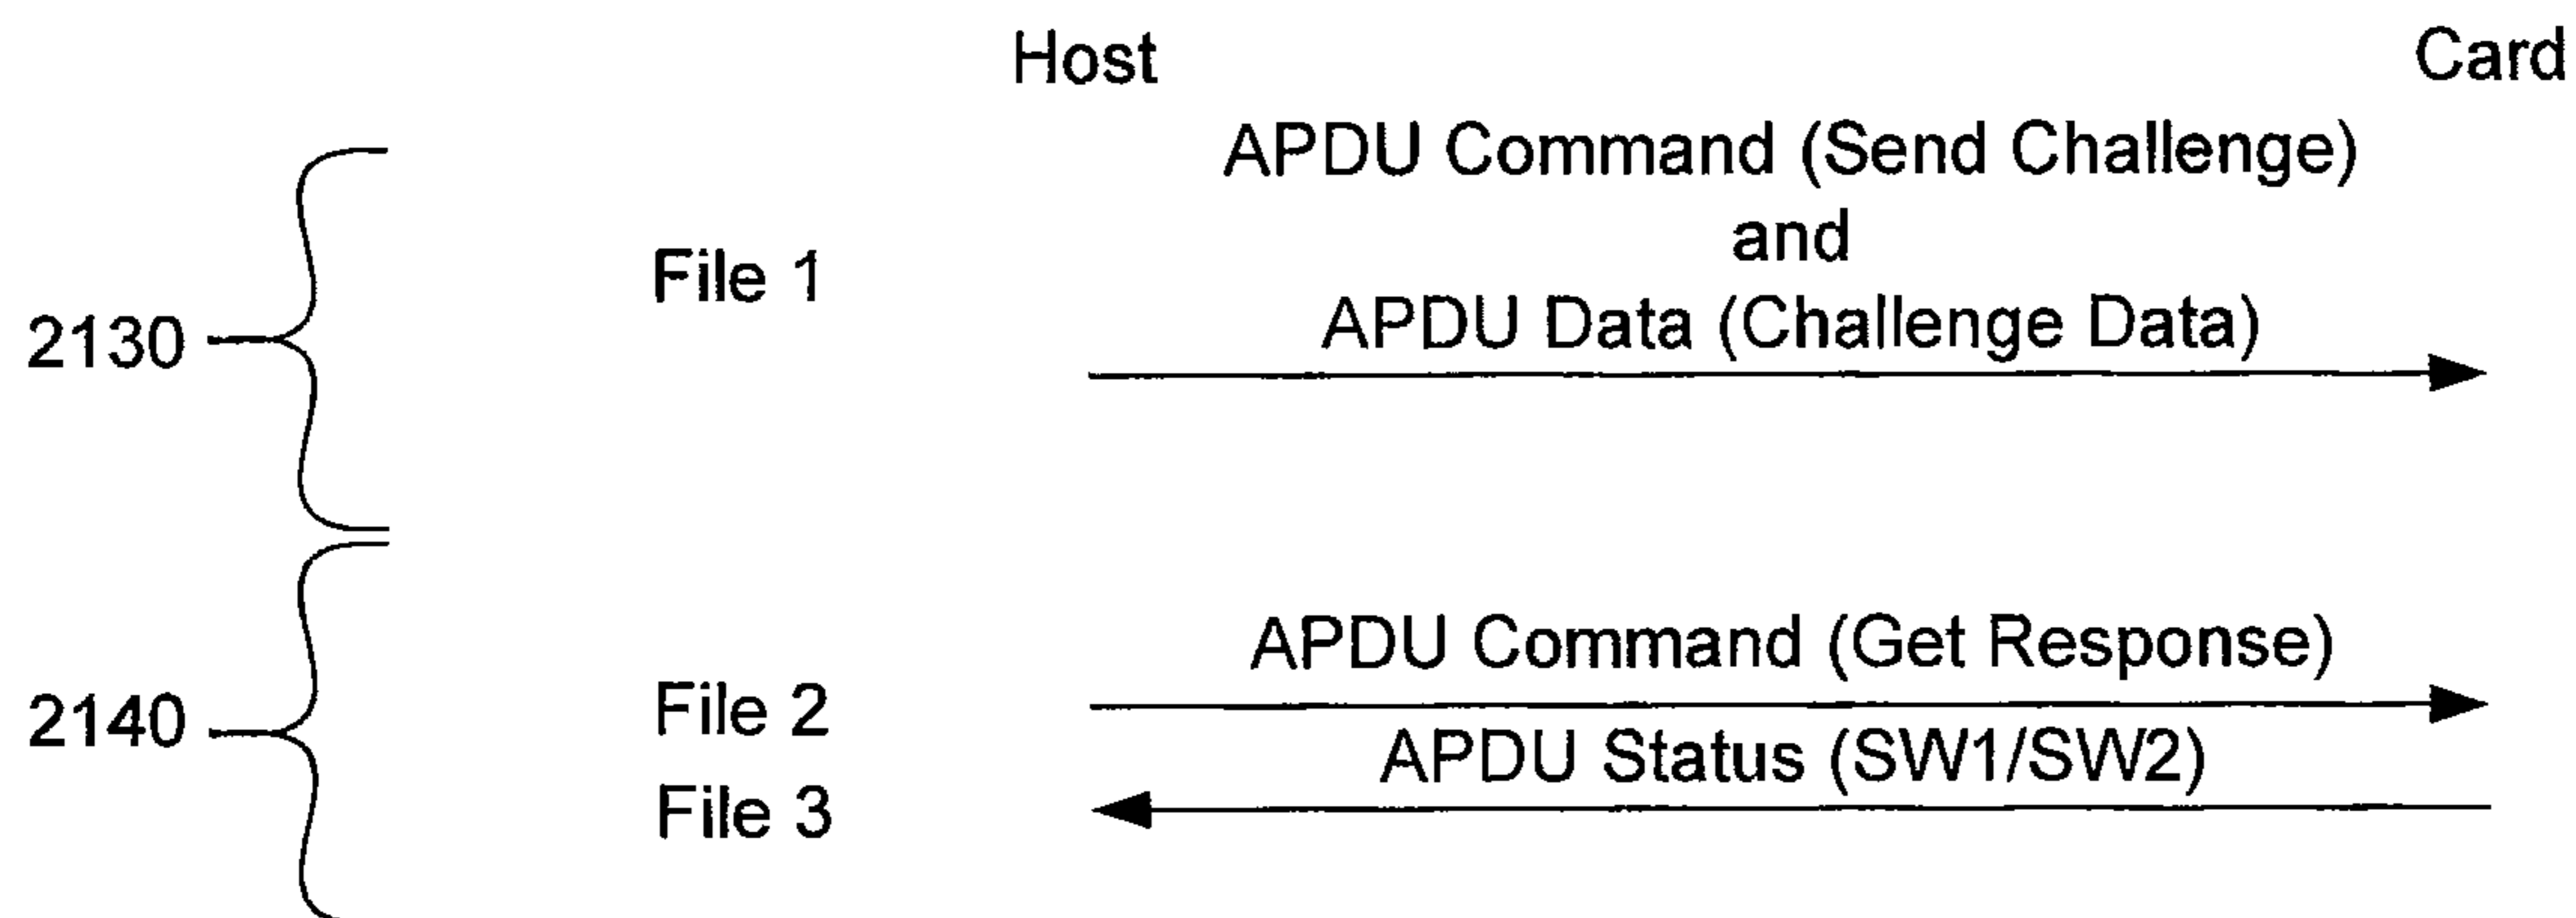 Host Card
APDU Command (Send Challenge)
and
File 1
APDU Data (Challenge Data)
2130
APDU Command (Get Response)
2140
File 2
APDU Status (SW1/SW2)
File 3